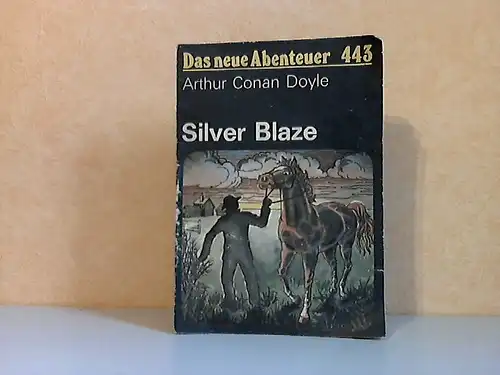 Das neue Abenteuer 443
Arthur Conan Doyle
Silver Blaze